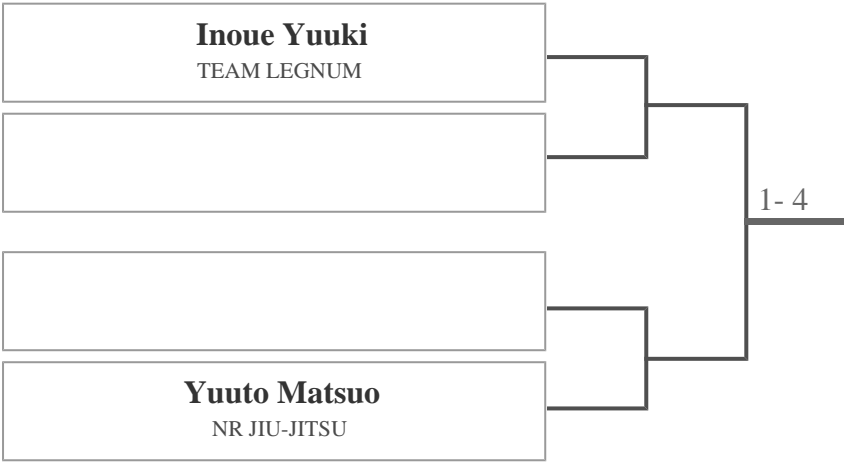 Inoue Yuuki
TEAM LEGNUM
1- 4
Yuuto Matsuo
NR JIU-JITSU